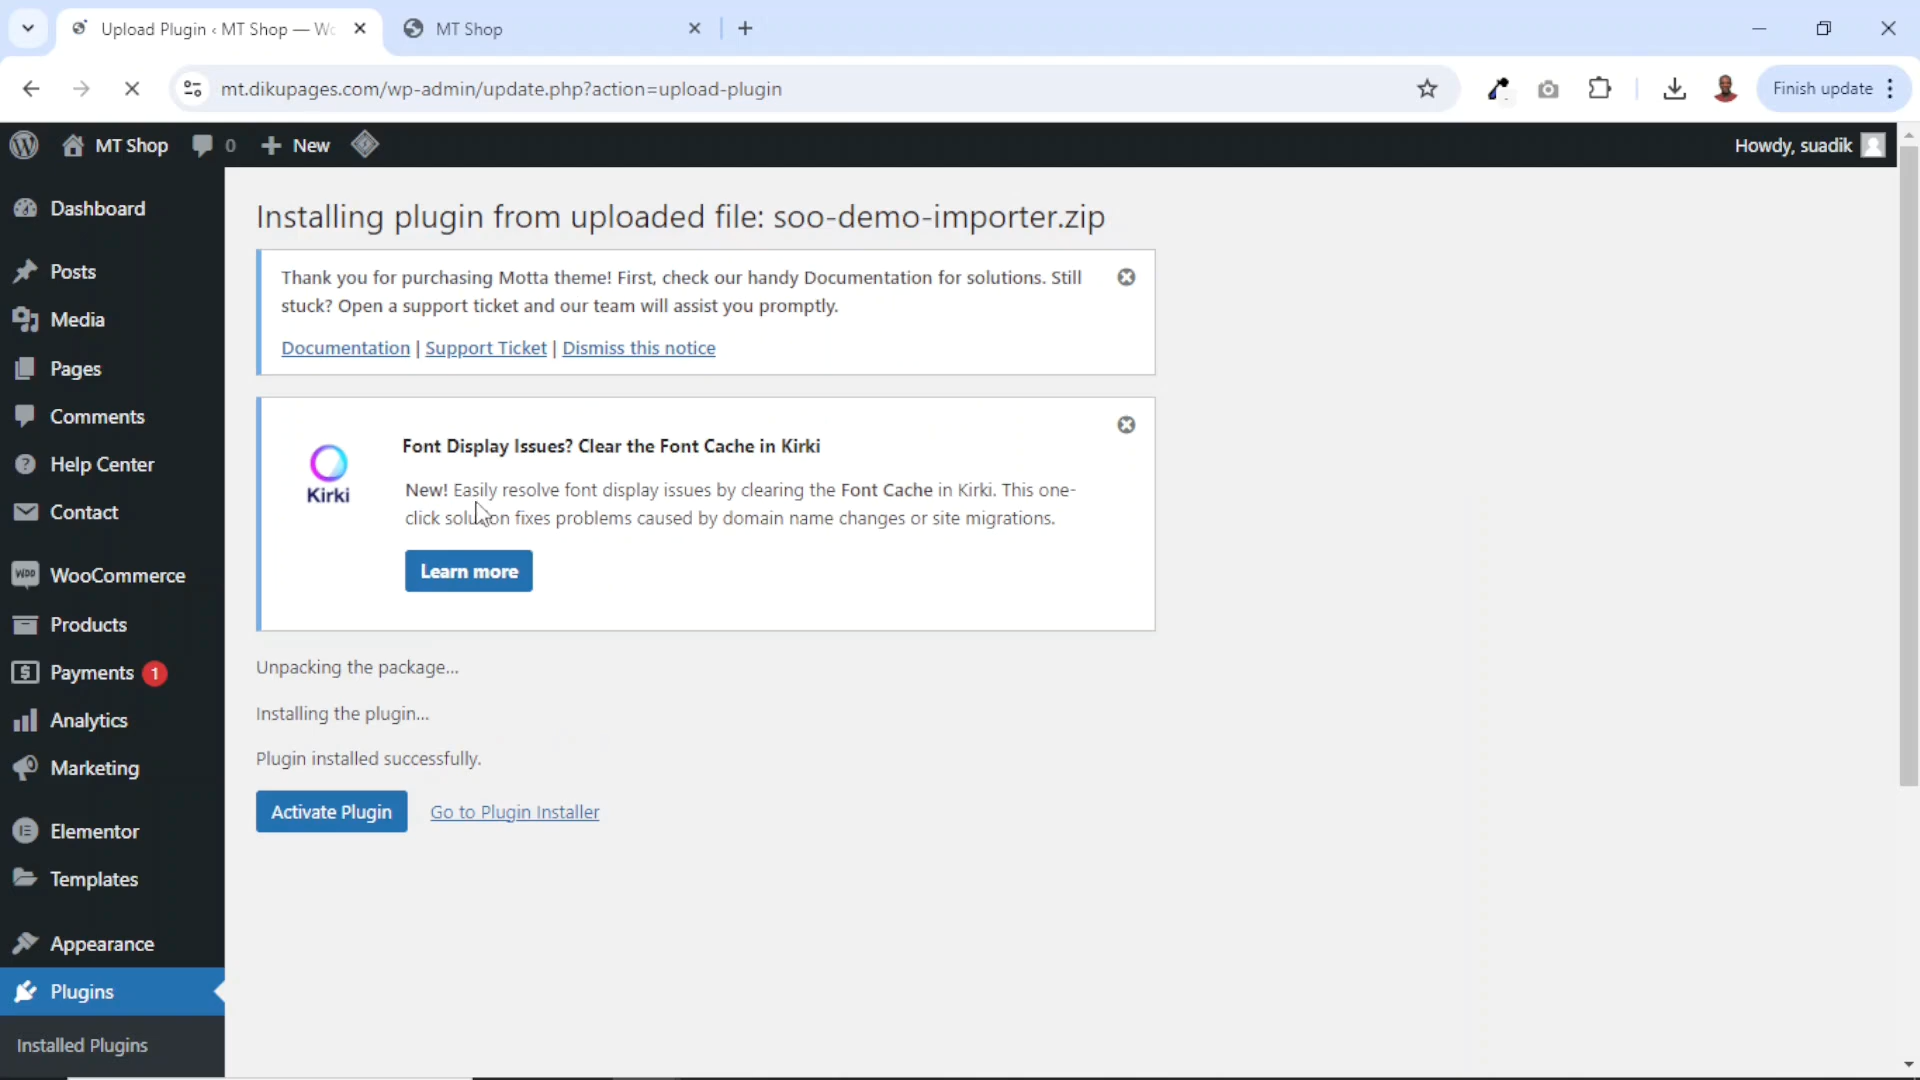 Upload Plugin ‹ MT Shop — Wo
MT Shop
mt.dikupages.com/wp-admin/update.php?action=upload-plugin
Finish update
MT Shop
0
New
Howdy, suadik
Dashboard
Posts
Media
Pages
Comments
Help Center
Contact
WooCommerce
Products
Payments 1
Analytics
Marketing
Elementor
Templates
Appearance
Plugins
Installed Plugins
Installing plugin from uploaded file: soo-demo-importer.zip
Thank you for purchasing Motta theme! First, check our handy Documentation for solutions. Still
stuck? Open a support ticket and our team will assist you promptly.
Documentation | Support Ticket | Dismiss this notice
Kirki
Font Display Issues? Clear the Font Cache in Kirki
New! Easily resolve font display issues by clearing the Font Cache in Kirki. This one-
click solution fixes problems caused by domain name changes or site migrations.
Learn more
Unpacking the package...
Installing the plugin...
Plugin installed successfully.
Activate Plugin
Go to Plugin Installer